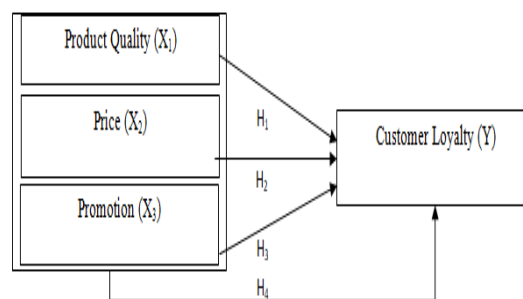 Product Quality (X₁)
H₁
Price (X₂)
Customer Loyalty (Y)
H₂
Promotion (X₃)
H₃
H₄